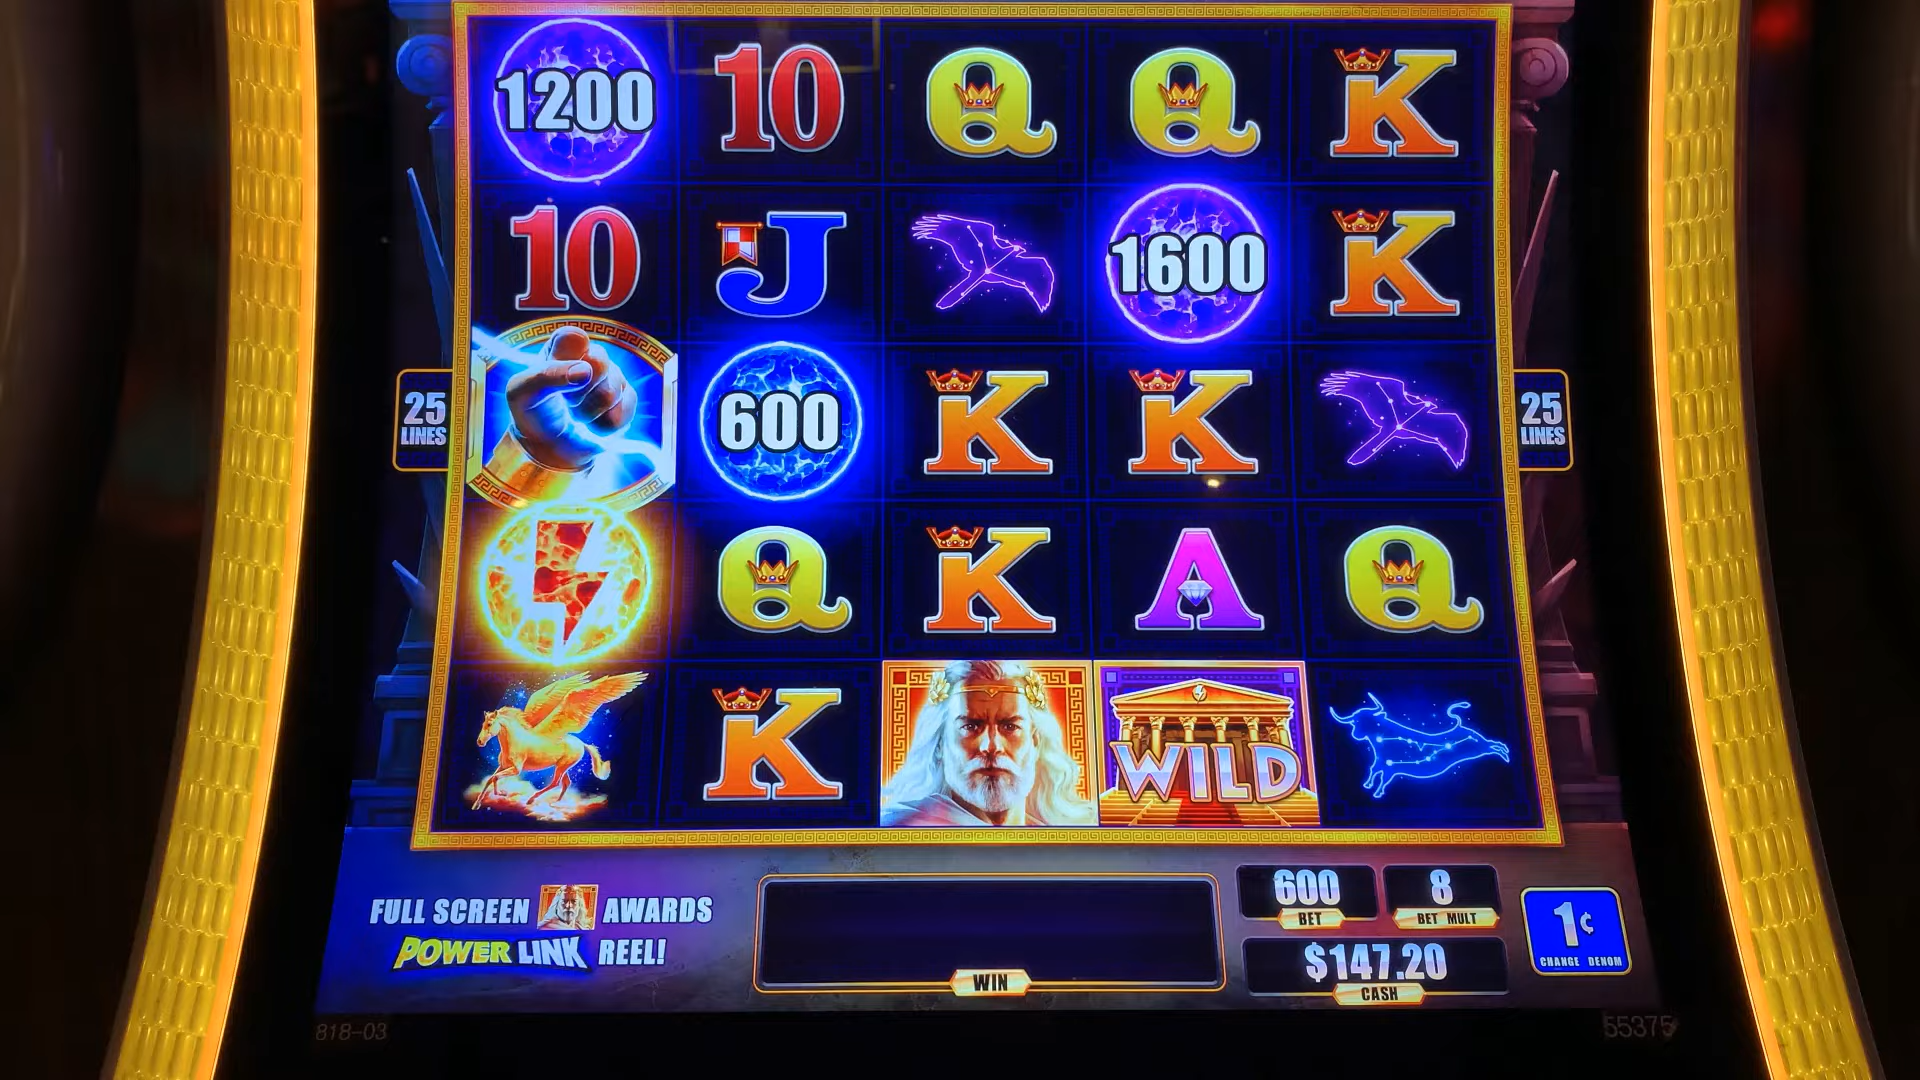 1200 10 Q Q K
10 J 1600 K
600 K K
25 LINES
25 LINES
Q K A Q
K WILD
FULL SCREEN AWARDS
POWER LINK REEL!
WIN
600 8
BET BET MULT
$147.20
CASH
1¢
CHANGE DENOM
818-03
55375